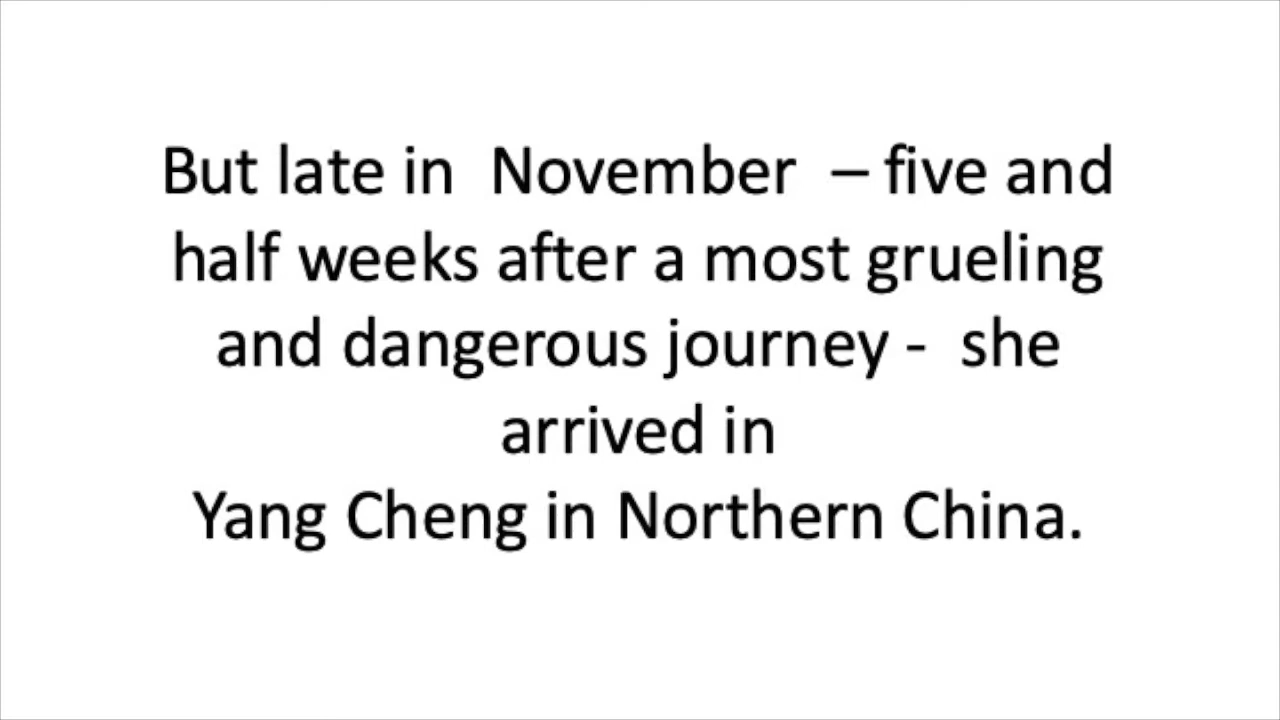 But late in  November  – five and
half weeks after a most grueling
and dangerous journey -  she
arrived in
Yang Cheng in Northern China.